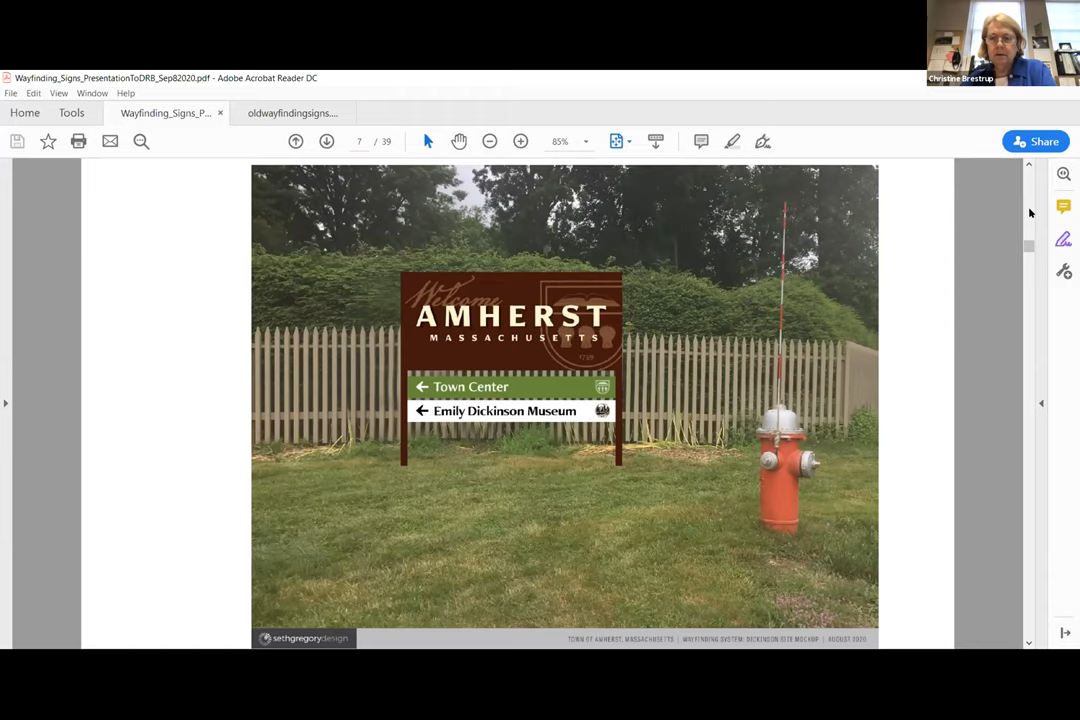 Christine Brestrup
Wayfinding_Signs_PresentationToDRB_Sep82020.pdf - Adobe Acrobat Reader DC
File Edit View Window Help
Home Tools Wayfinding_Signs_P... × oldwayfindingsigns....
7 / 39 85% Share
Welcome
AMHERST
MASSACHUSETTS
1759
← Town Center
← Emily Dickinson Museum
sethgregorydesign
TOWN OF AMHERST, MASSACHUSETTS | WAYFINDING SYSTEM: DICKINSON SITE MOCKUP | AUGUST 2020